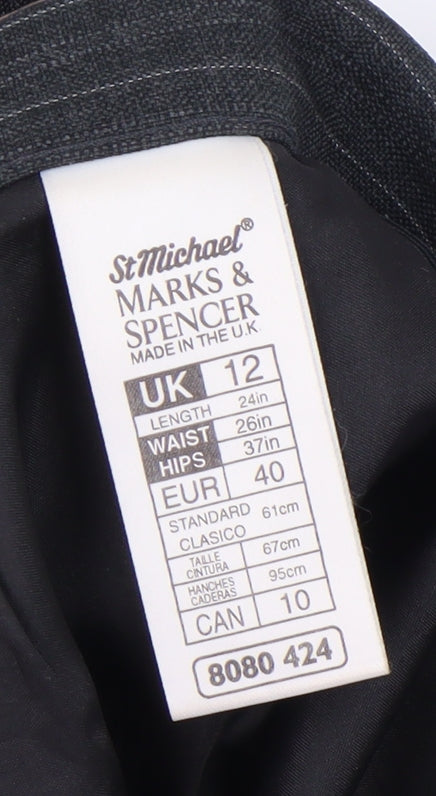 St Michael®
MARKS &
SPENCER
MADE IN THE U.K.
UK 12
LENGTH 24in
WAIST 26in
HIPS 37in
EUR 40
STANDARD 61cm
CLASICO
TAILLE 67cm
CINTURA
HANCHES 95cm
CADERAS
CAN 10
8080 424